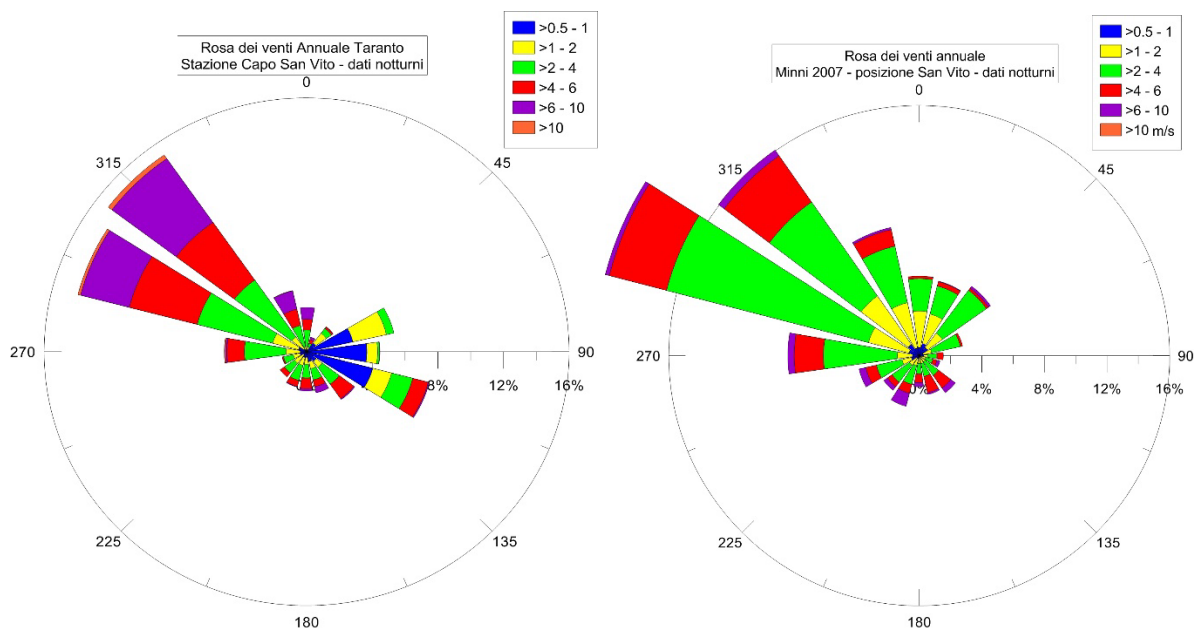 Rosa dei venti Annuale Taranto
Stazione Capo San Vito - dati notturni
>0.5 - 1
>1 - 2
>2 - 4
>4 - 6
>6 - 10
>10
0
45
90
135
180
225
270
315
8%
12%
16%
Rosa dei venti annuale
Minni 2007 - posizione San Vito - dati notturni
>0.5 - 1
>1 - 2
>2 - 4
>4 - 6
>6 - 10
>10 m/s
0
45
90
135
180
225
270
315
0%
4%
8%
12%
16%